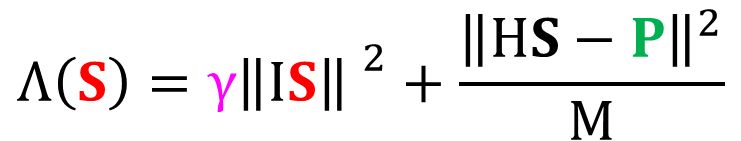 Λ(S) = γ‖IS‖ ² + ‖HS − P‖² / M